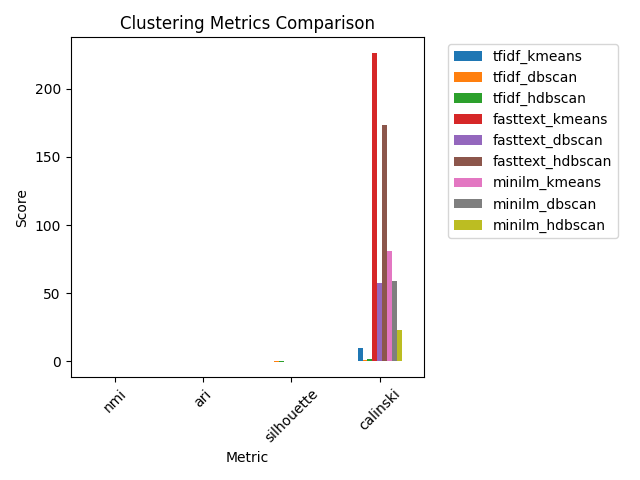 Clustering Metrics Comparison
Score
200
150
100
50
0
nmi
ari
silhouette
calinski
Metric
tfidf_kmeans
tfidf_dbscan
tfidf_hdbscan
fasttext_kmeans
fasttext_dbscan
fasttext_hdbscan
minilm_kmeans
minilm_dbscan
minilm_hdbscan